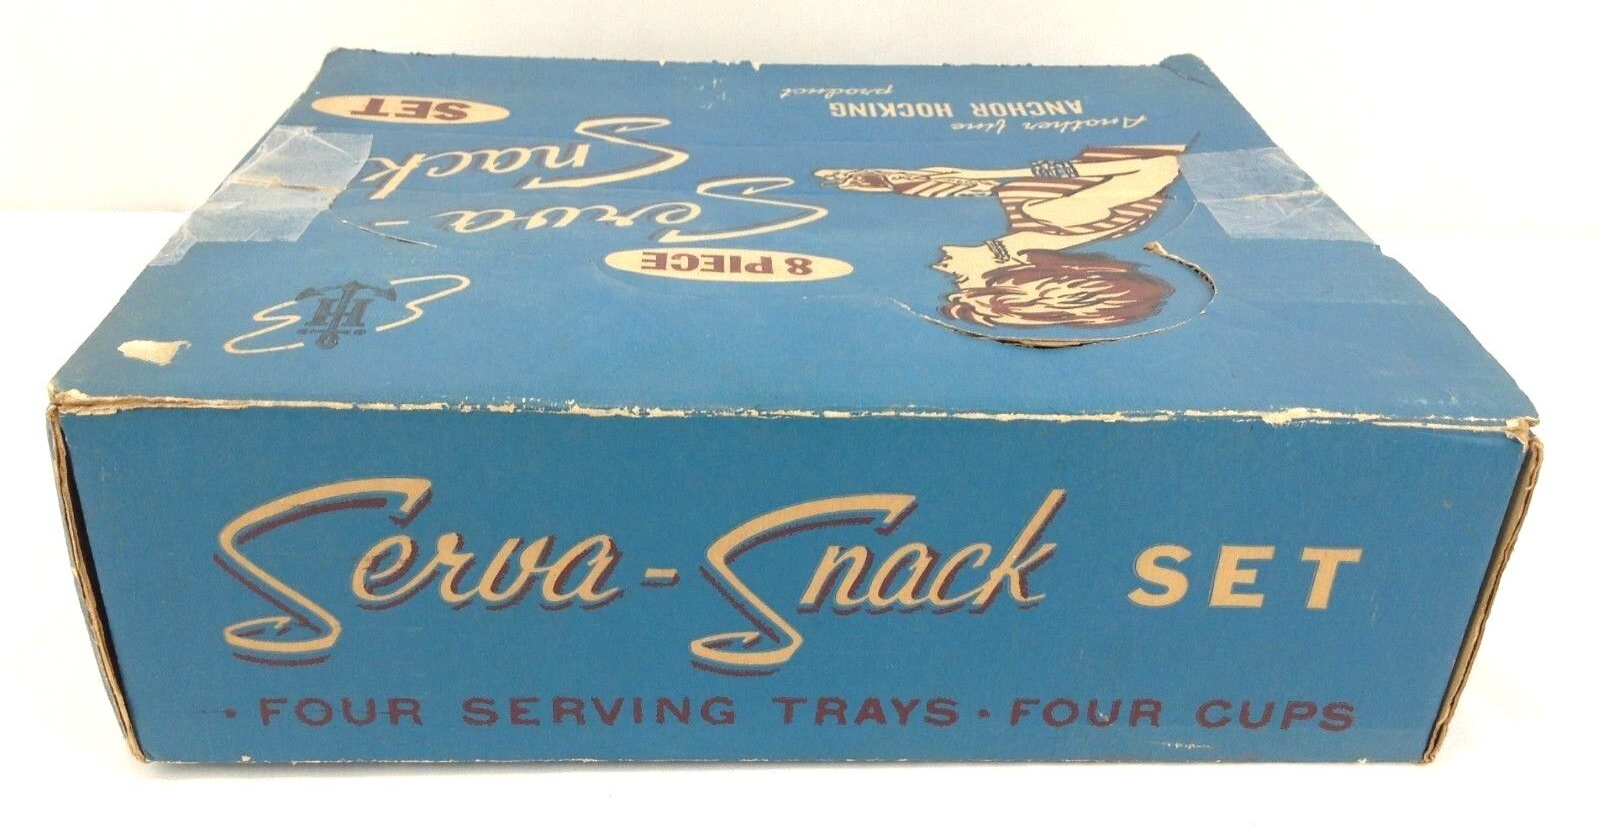 Another fine
ANCHOR HOCKING
product
8 PIECE
Serva-
Snack
SET
H
Serva-Snack SET
· FOUR SERVING TRAYS · FOUR CUPS